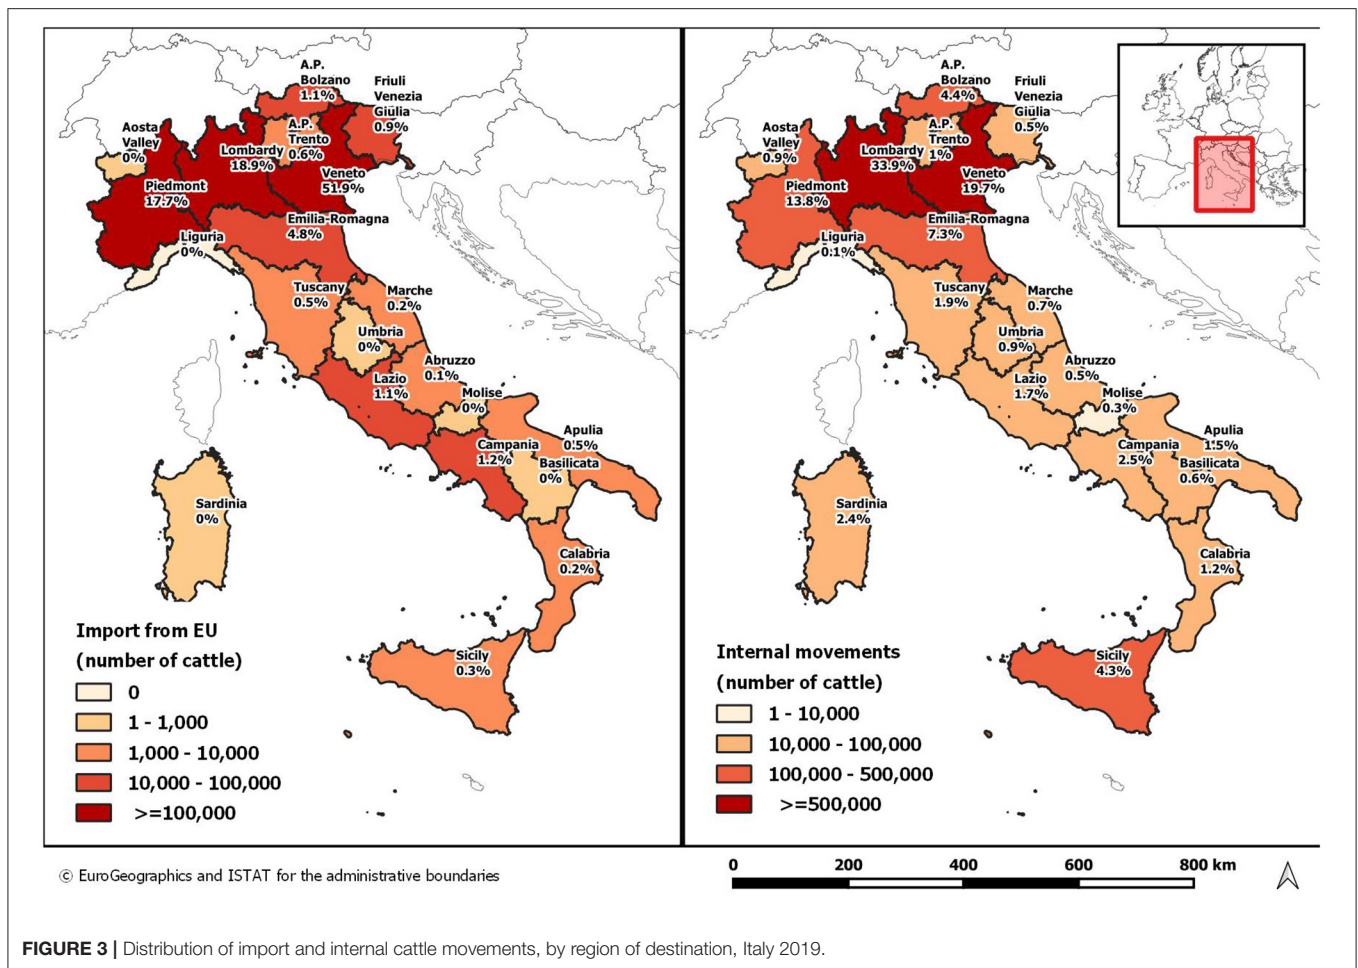 A.P.
Bolzano
1.1%
Friuli
Venezia
Giulia
0.9%
Aosta
Valley
0%
A.P.
Trento
0.6%
Lombardy
18.9%
Veneto
51.9%
Piedmont
17.7%
Emilia-Romagna
4.8%
Liguria
0%
Tuscany
0.5%
Marche
0.2%
Umbria
0%
Abruzzo
0.1%
Lazio
1.1%
Molise
0%
Apulia
0.5%
Campania
1.2%
Basilicata
0%
Sardinia
0%
Calabria
0.2%
Sicily
0.3%
Import from EU
(number of cattle)
0
1 - 1,000
1,000 - 10,000
10,000 - 100,000
>=100,000
A.P.
Bolzano
4.4%
Friuli
Venezia
Giulia
0.5%
Aosta
Valley
0.9%
A.P.
Trento
1%
Lombardy
33.9%
Veneto
19.7%
Piedmont
13.8%
Emilia-Romagna
7.3%
Liguria
0.1%
Tuscany
1.9%
Marche
0.7%
Umbria
0.9%
Abruzzo
0.5%
Lazio
1.7%
Molise
0.3%
Apulia
1.5%
Campania
2.5%
Basilicata
0.6%
Sardinia
2.4%
Calabria
1.2%
Sicily
4.3%
Internal movements
(number of cattle)
1 - 10,000
10,000 - 100,000
100,000 - 500,000
>=500,000
© EuroGeographics and ISTAT for the administrative boundaries
0 200 400 600 800 km
FIGURE 3 | Distribution of import and internal cattle movements, by region of destination, Italy 2019.